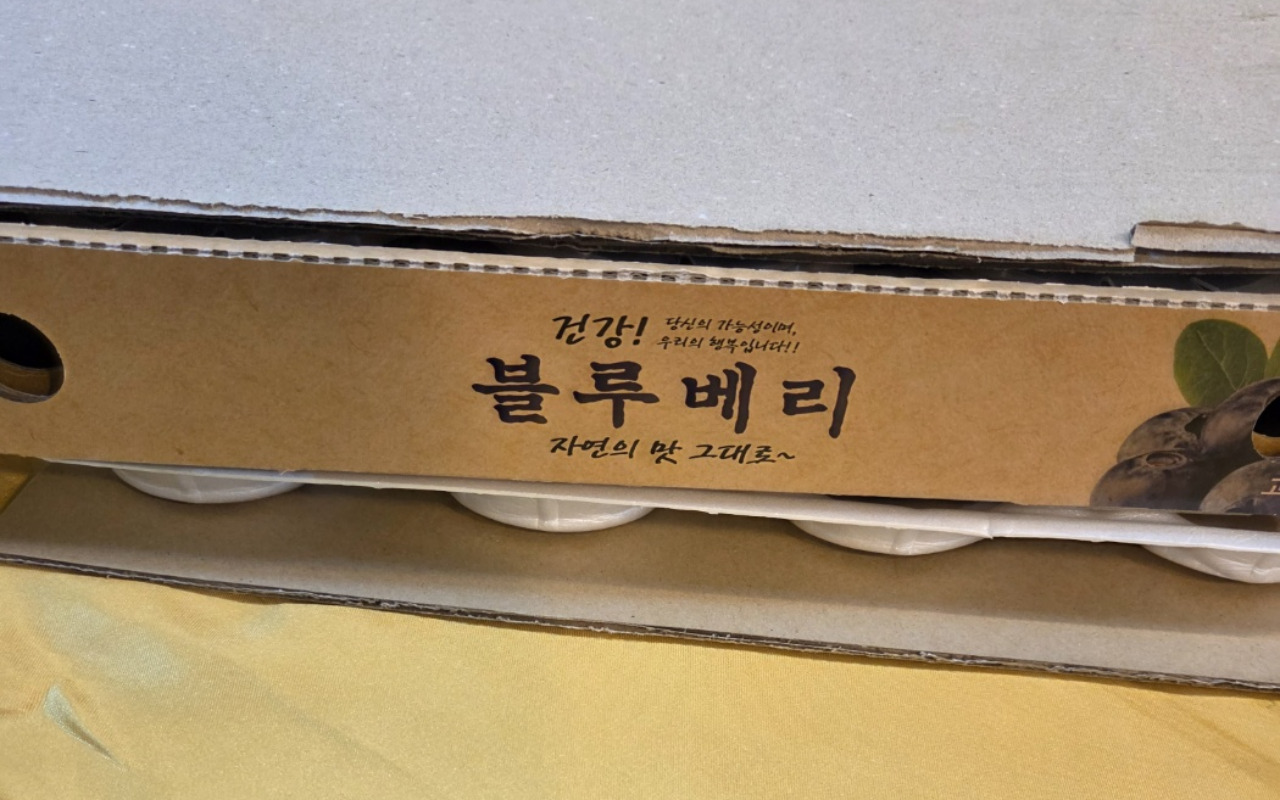 건강! 당신의 가능성이며,
우리의 행복입니다!!
블루베리
자연의 맛 그대로~